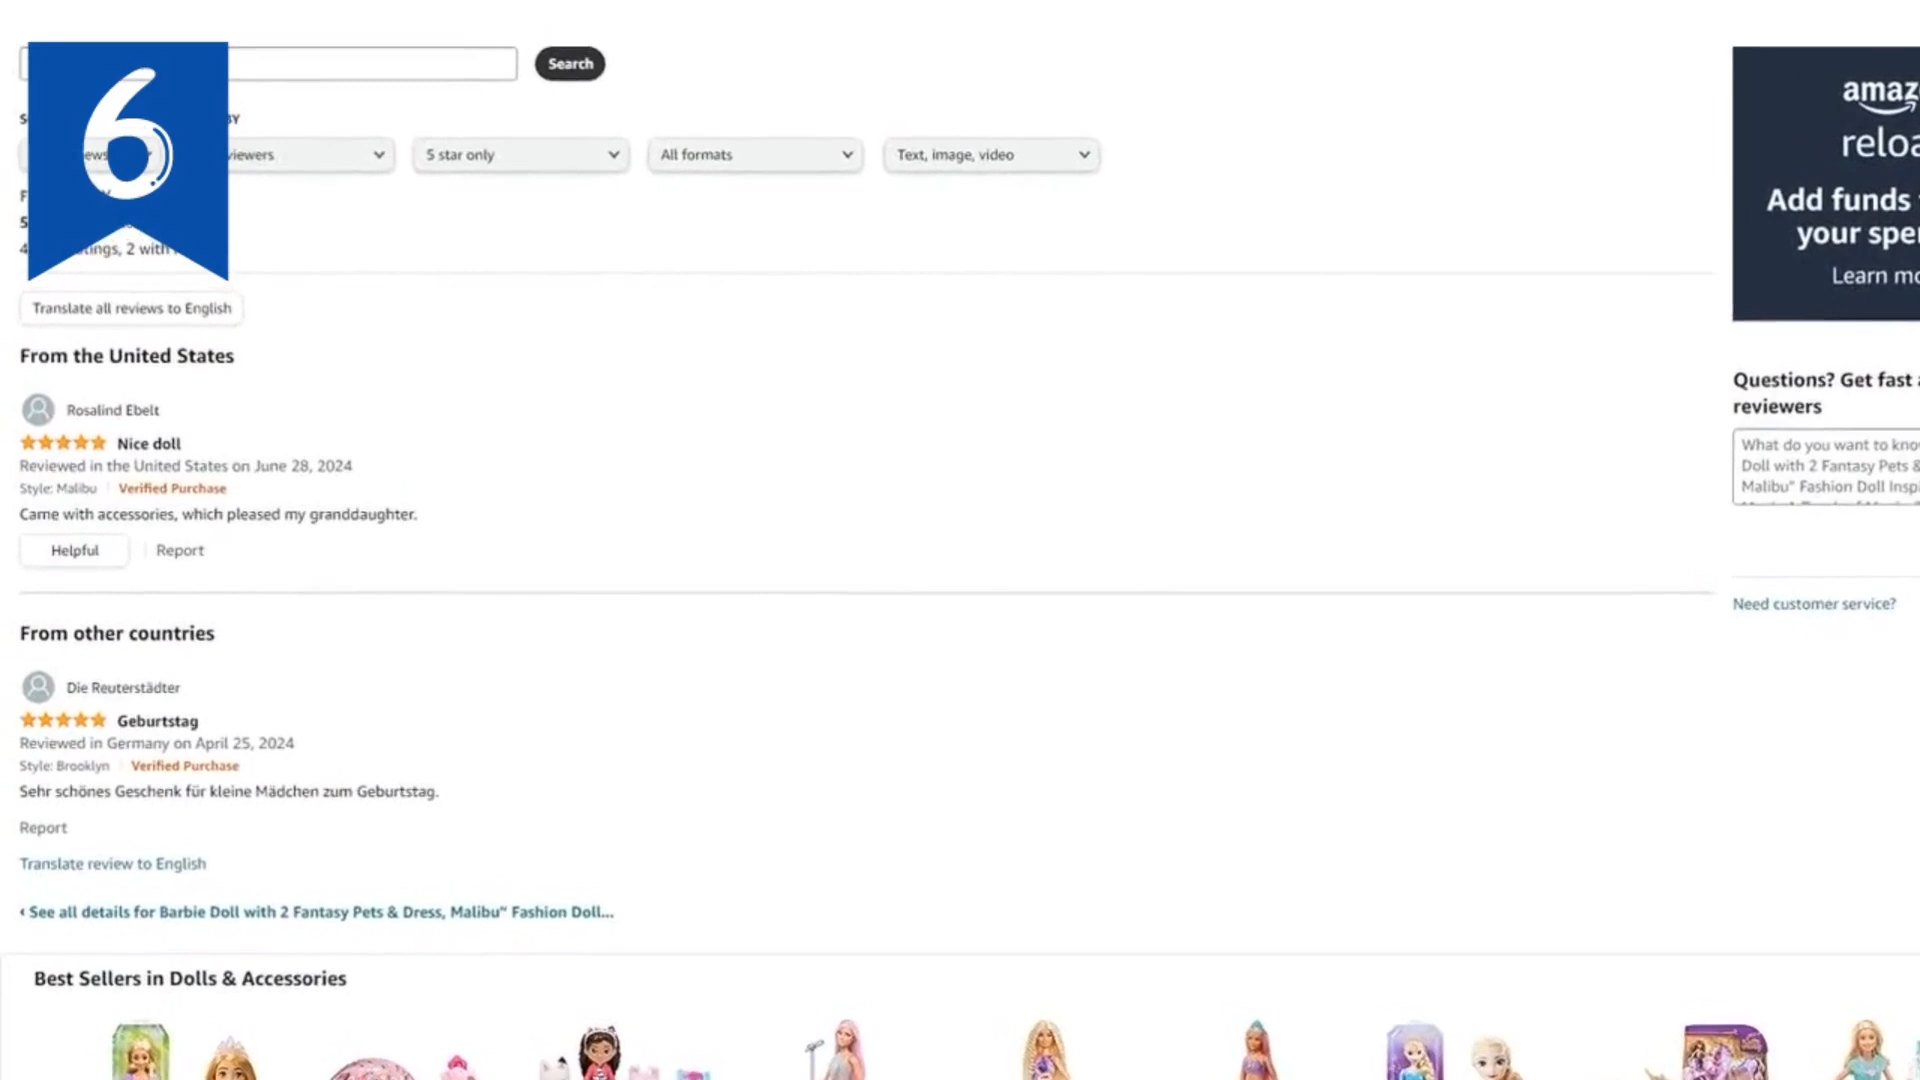 6
Search
BY
viewers
5 star only
All formats
Text, image, video
tings, 2 with
Translate all reviews to English
From the United States
Rosalind Ebelt
Nice doll
Reviewed in the United States on June 28, 2024
Style: Malibu
Verified Purchase
Came with accessories, which pleased my granddaughter.
Helpful
Report
From other countries
Die Reuterstädter
Geburtstag
Reviewed in Germany on April 25, 2024
Style: Brooklyn
Verified Purchase
Sehr schönes Geschenk für kleine Mädchen zum Geburtstag.
Report
Translate review to English
‹ See all details for Barbie Doll with 2 Fantasy Pets & Dress, Malibu" Fashion Doll...
Best Sellers in Dolls & Accessories
amaz
reloa
Add funds
your spe
Learn mo
Questions? Get fast
reviewers
What do you want to kno
Doll with 2 Fantasy Pets &
Malibu" Fashion Doll Inspi
Need customer service?